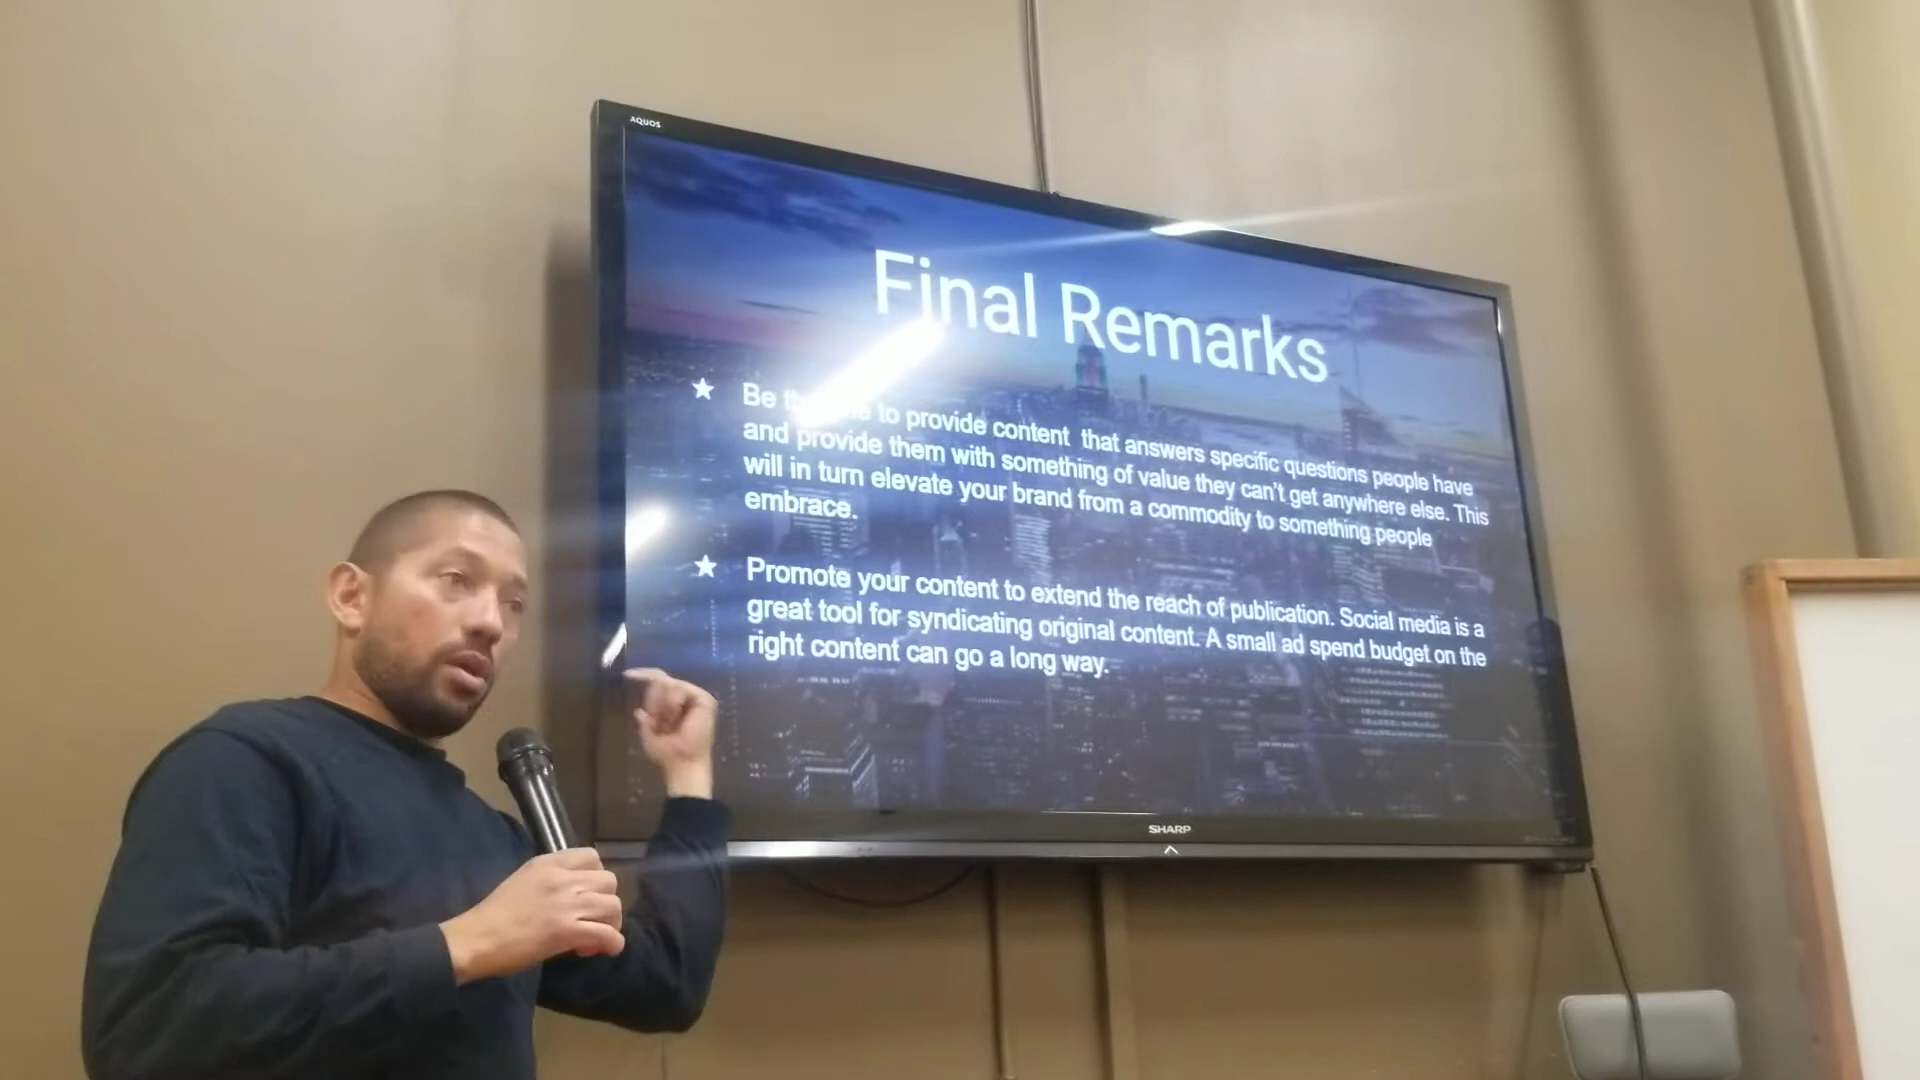 AQUOS
Final Remarks
Be to provide content that answers specific questions people have
and provide them with something of value they can't get anywhere else. This
will in turn elevate your brand from a commodity to something people
embrace.
Promote your content to extend the reach of publication. Social media is a
great tool for syndicating original content. A small ad spend budget on the
right content can go a long way.
SHARP